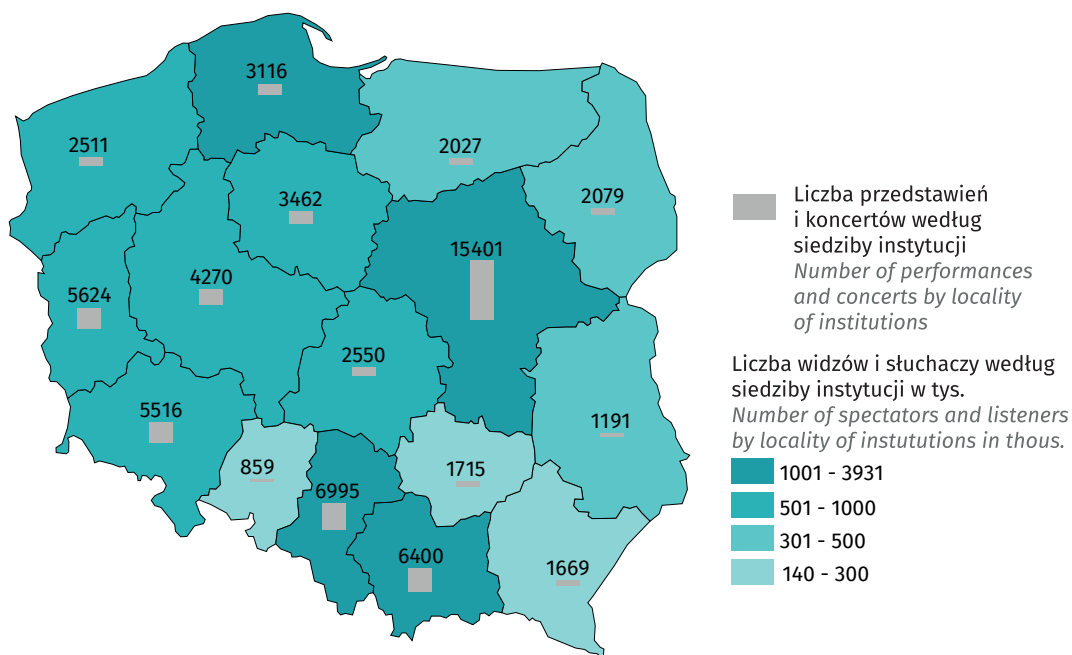 3116
2511
2027
3462
2079
15401
4270
5624
2550
5516
1191
859
1715
6995
6400
1669
Liczba przedstawień
i koncertów według
siedziby instytucji
Number of performances
and concerts by locality
of institutions
Liczba widzów i słuchaczy według
siedziby instytucji w tys.
Number of spectators and listeners
by locality of instututions in thous.
1001 - 3931
501 - 1000
301 - 500
140 - 300